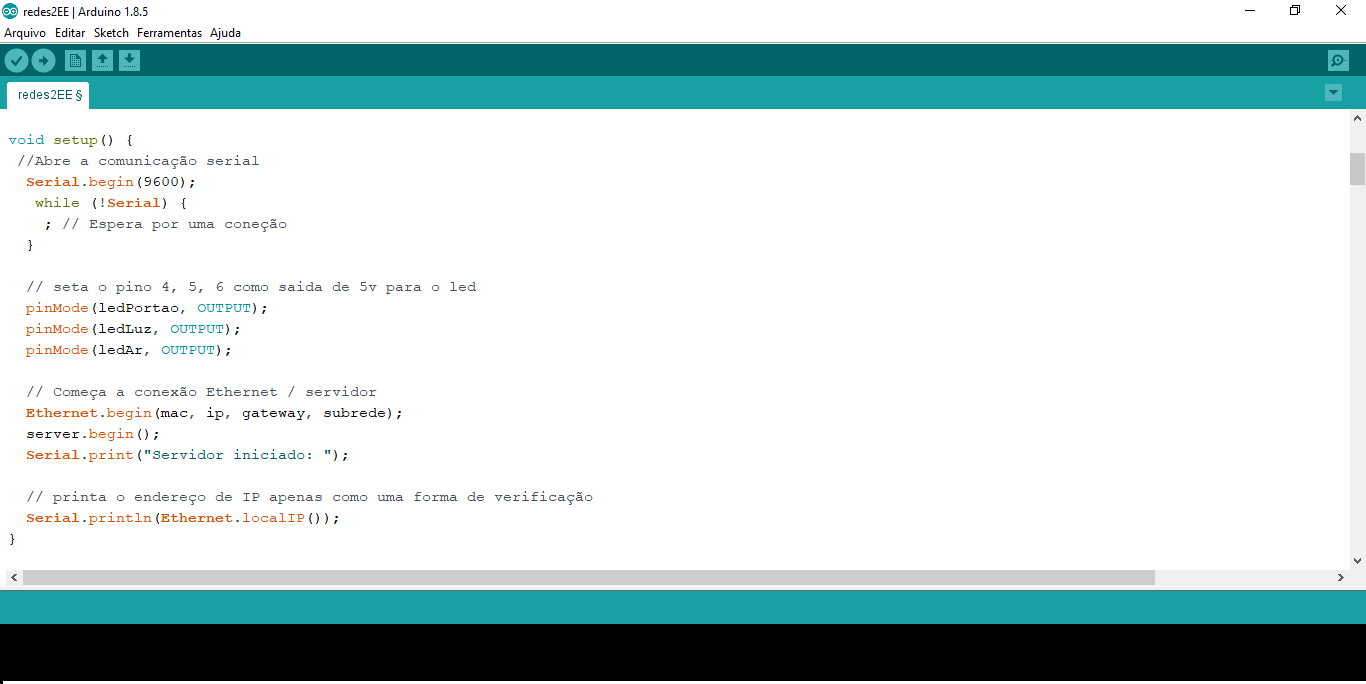 redes2EE | Arduino 1.8.5
Arquivo Editar Sketch Ferramentas Ajuda
redes2EE §
void setup() {
//Abre a comunicação serial
Serial.begin(9600);
while (!Serial) {
; // Espera por uma coneção
}
// seta o pino 4, 5, 6 como saida de 5v para o led
pinMode(ledPortao, OUTPUT);
pinMode(ledLuz, OUTPUT);
pinMode(ledAr, OUTPUT);
// Começa a conexão Ethernet / servidor
Ethernet.begin(mac, ip, gateway, subrede);
server.begin();
Serial.print("Servidor iniciado: ");
// printa o endereço de IP apenas como uma forma de verificação
Serial.println(Ethernet.localIP());
}